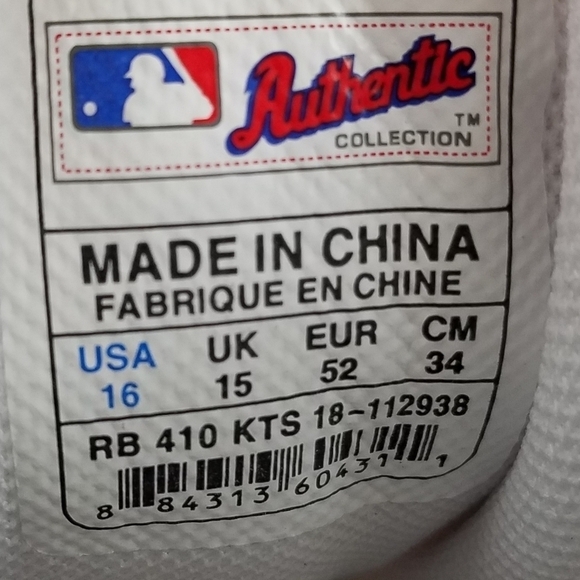 Authentic
TM
COLLECTION
MADE IN CHINA
FABRIQUE EN CHINE
USA UK EUR CM
16 15 52 34
RB 410 KTS 18-112938
8 84313 60431 1